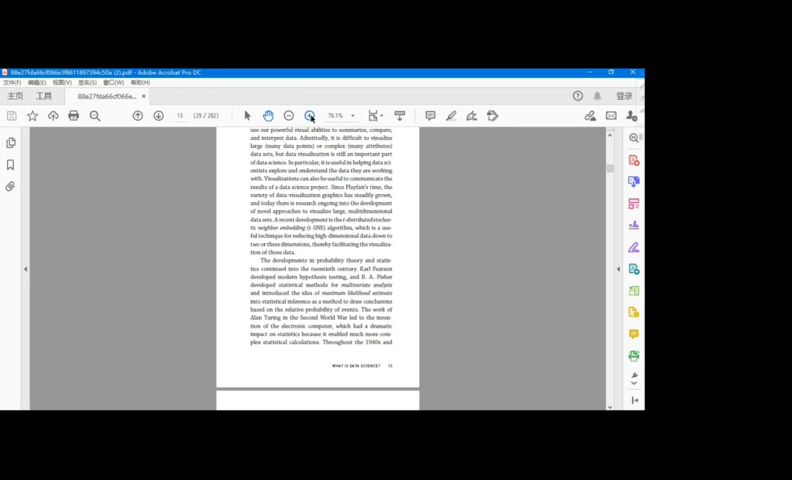 88e27fda66cf066e3f8611897394c50a (2).pdf - Adobe Acrobat Pro DC
文件(F) 编辑(E) 视图(V) 签名(S) 窗口(W) 帮助(H)
主页 工具 88e27fda66cf066e... × 登录
13 (29 / 282) 78.1%
use our powerful visual abilities to summarize, compare,
and interpret data. Admittedly, it is difficult to visualize
large (many data points) or complex (many attributes)
data sets, but data visualization is still an important part
of data science. In particular, it is useful in helping data sci-
entists explore and understand the data they are working
with. Visualizations can also be useful to communicate the
results of a data science project. Since Playfair's time, the
variety of data-visualization graphics has steadily grown,
and today there is research ongoing into the development
of novel approaches to visualize large, multidimensional
data sets. A recent development is the t-distributed stochas-
tic neighbor embedding (t-SNE) algorithm, which is a use-
ful technique for reducing high-dimensional data down to
two or three dimensions, thereby facilitating the visualiza-
tion of those data.
The developments in probability theory and statis-
tics continued into the twentieth century. Karl Pearson
developed modern hypothesis testing, and R. A. Fisher
developed statistical methods for multivariate analysis
and introduced the idea of maximum likelihood estimate
into statistical inference as a method to draw conclusions
based on the relative probability of events. The work of
Alan Turing in the Second World War led to the inven-
tion of the electronic computer, which had a dramatic
impact on statistics because it enabled much more com-
plex statistical calculations. Throughout the 1940s and
WHAT IS DATA SCIENCE? 13